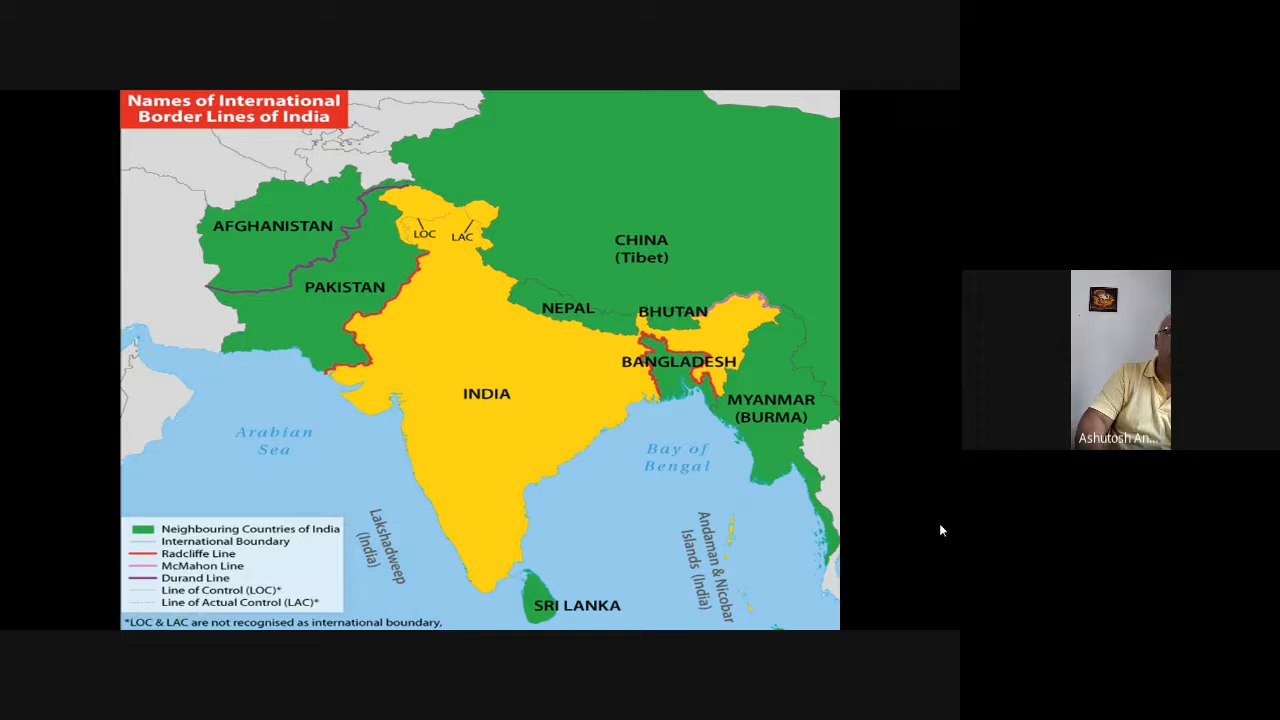 Names of International
Border Lines of India
AFGHANISTAN
LOC
LAC
CHINA
(Tibet)
PAKISTAN
NEPAL
BHUTAN
BANGLADESH
INDIA
MYANMAR
(BURMA)
Arabian
Sea
Bay of
Bengal
Lakshadweep
(India)
Andaman & Nicobar
Islands (India)
SRI LANKA
Neighbouring Countries of India
International Boundary
Radcliffe Line
McMahon Line
Durand Line
Line of Control (LOC)*
Line of Actual Control (LAC)*
*LOC & LAC are not recognised as international boundary,
Ashutosh An...